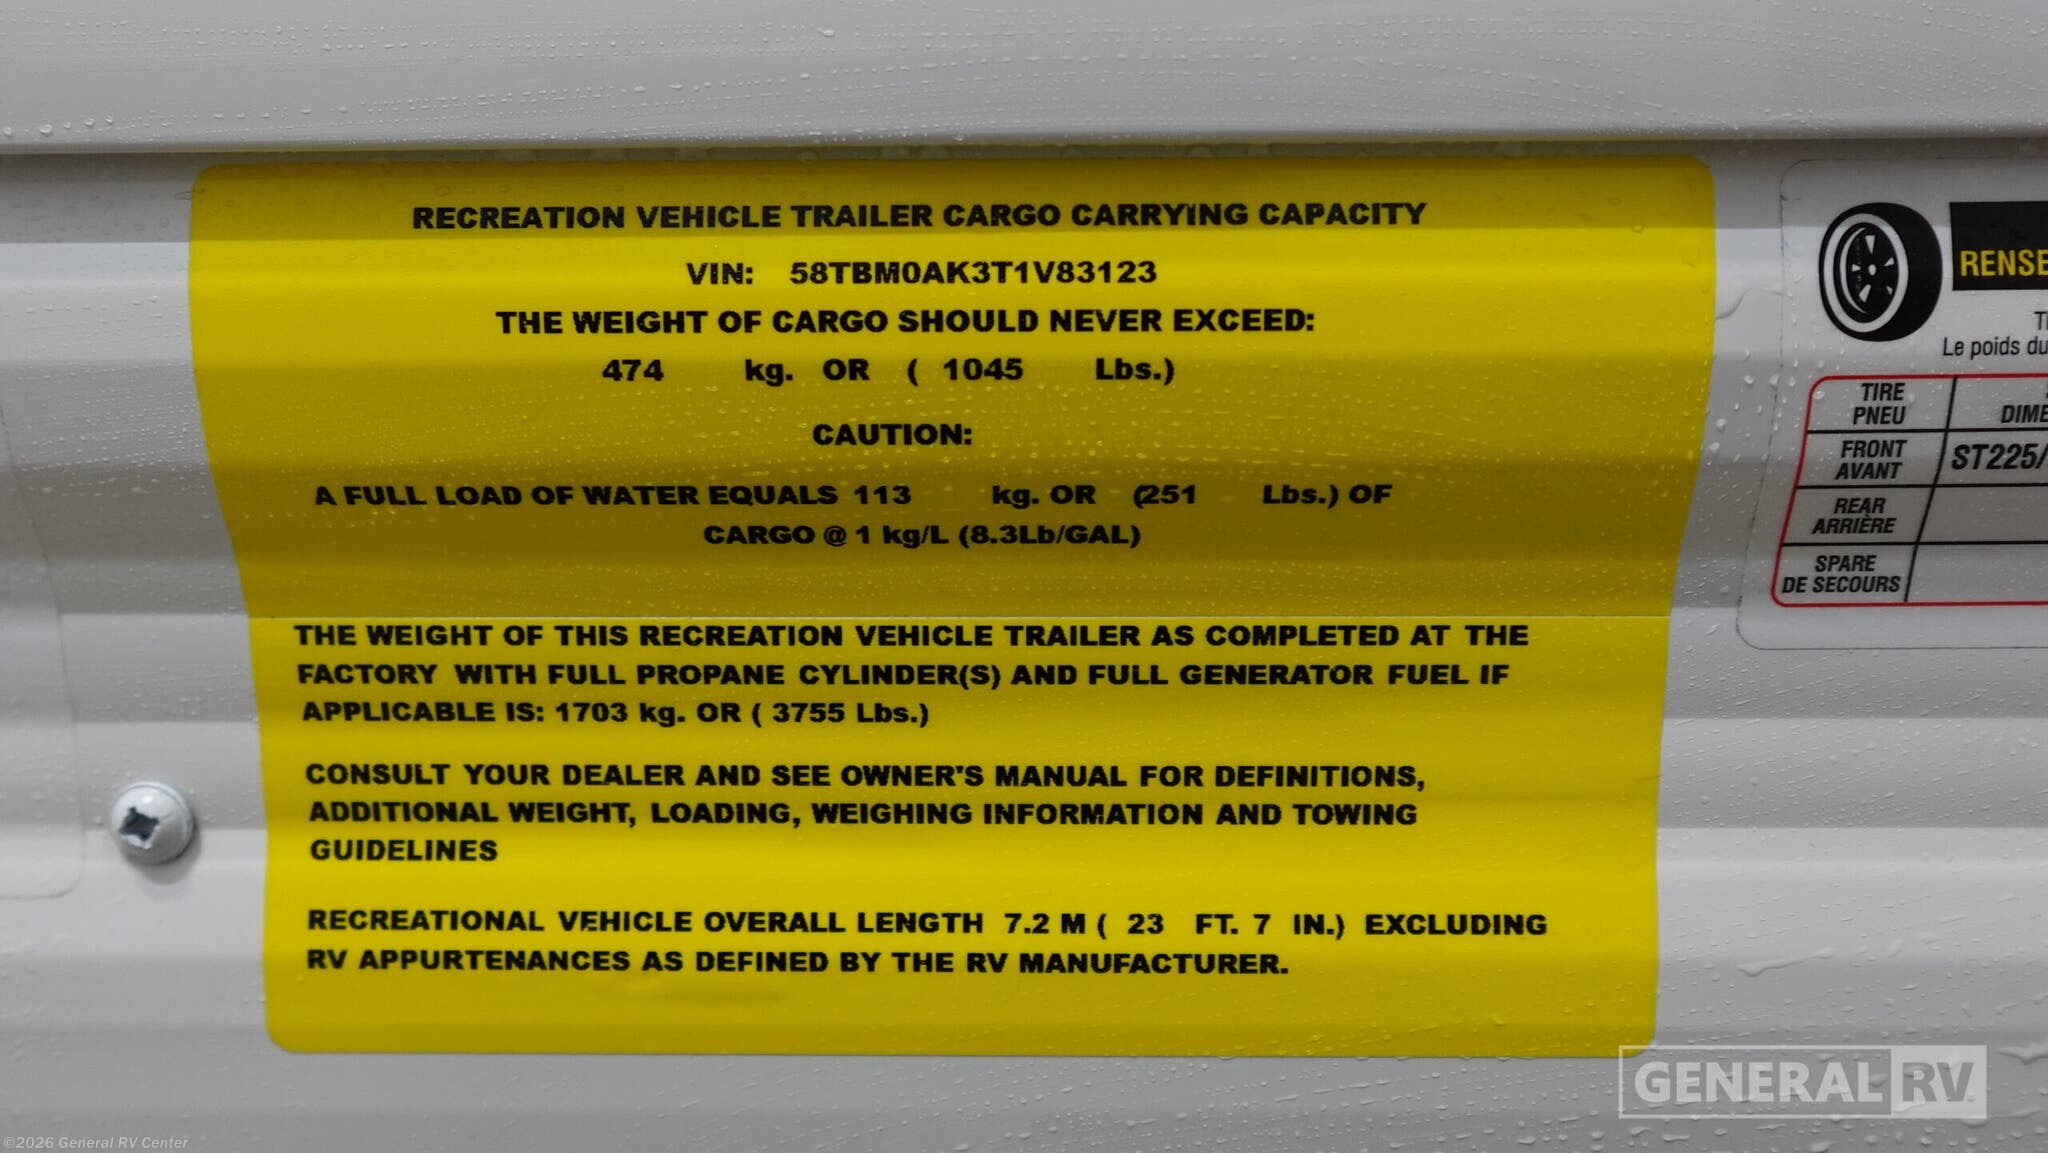 RECREATION VEHICLE TRAILER CARGO CARRYING CAPACITY
VIN: 58TBM0AK3T1V83123
THE WEIGHT OF CARGO SHOULD NEVER EXCEED:
474 kg. OR ( 1045 Lbs.)
CAUTION:
A FULL LOAD OF WATER EQUALS 113 kg. OR (251 Lbs.) OF
CARGO @ 1 kg/L (8.3Lb/GAL)
THE WEIGHT OF THIS RECREATION VEHICLE TRAILER AS COMPLETED AT THE
FACTORY WITH FULL PROPANE CYLINDER(S) AND FULL GENERATOR FUEL IF
APPLICABLE IS: 1703 kg. OR ( 3755 Lbs.)
CONSULT YOUR DEALER AND SEE OWNER'S MANUAL FOR DEFINITIONS,
ADDITIONAL WEIGHT, LOADING, WEIGHING INFORMATION AND TOWING
GUIDELINES
RECREATIONAL VEHICLE OVERALL LENGTH 7.2 M ( 23 FT. 7 IN.) EXCLUDING
RV APPURTENANCES AS DEFINED BY THE RV MANUFACTURER.
Le poids du
TIRE
PNEU
FRONT
AVANT
ST225/
REAR
ARRIÈRE
SPARE
DE SECOURS
GENERAL RV
©2026 General RV Center